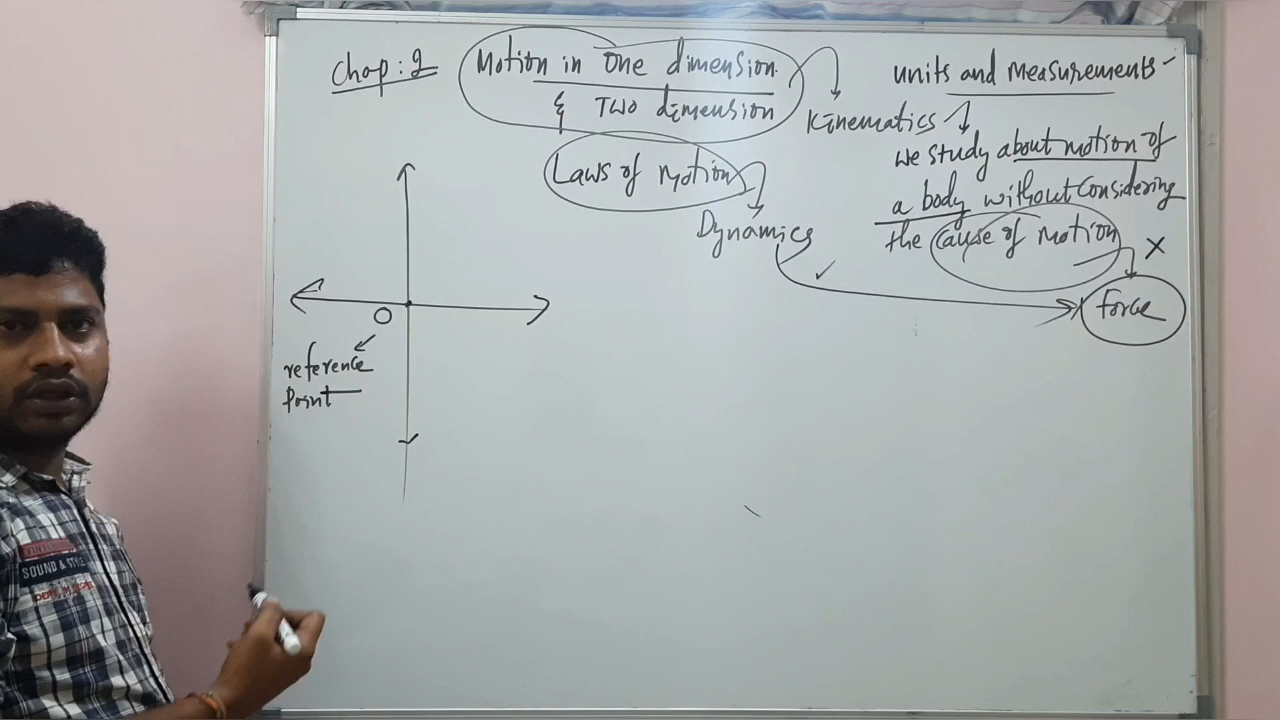 Chap: 2
Motion in One dimension
& Two dimension
units and Measurements
Kinematics
we study about motion of
a body without Considering
the cause of motion
Laws of motion
Dynamics
force
O
reference
Point
SOUND & STYLE